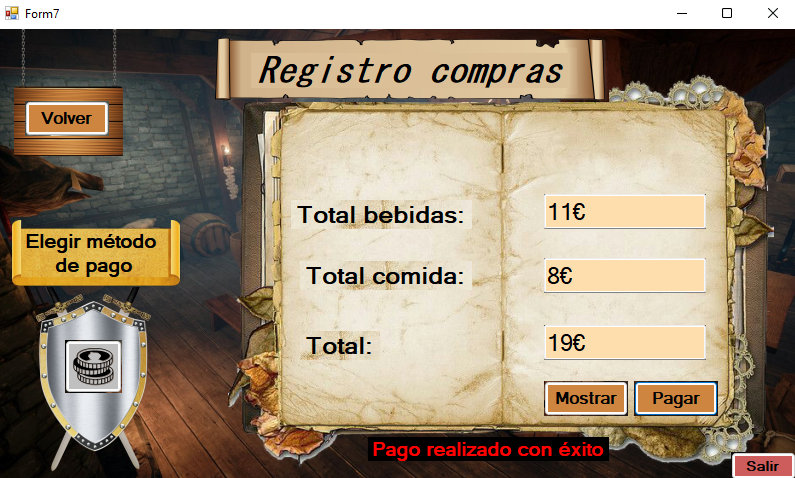 Form7
Registro compras
Volver
Elegir método
de pago
Total bebidas:
11€
Total comida:
8€
Total:
19€
Mostrar
Pagar
Pago realizado con éxito
Salir